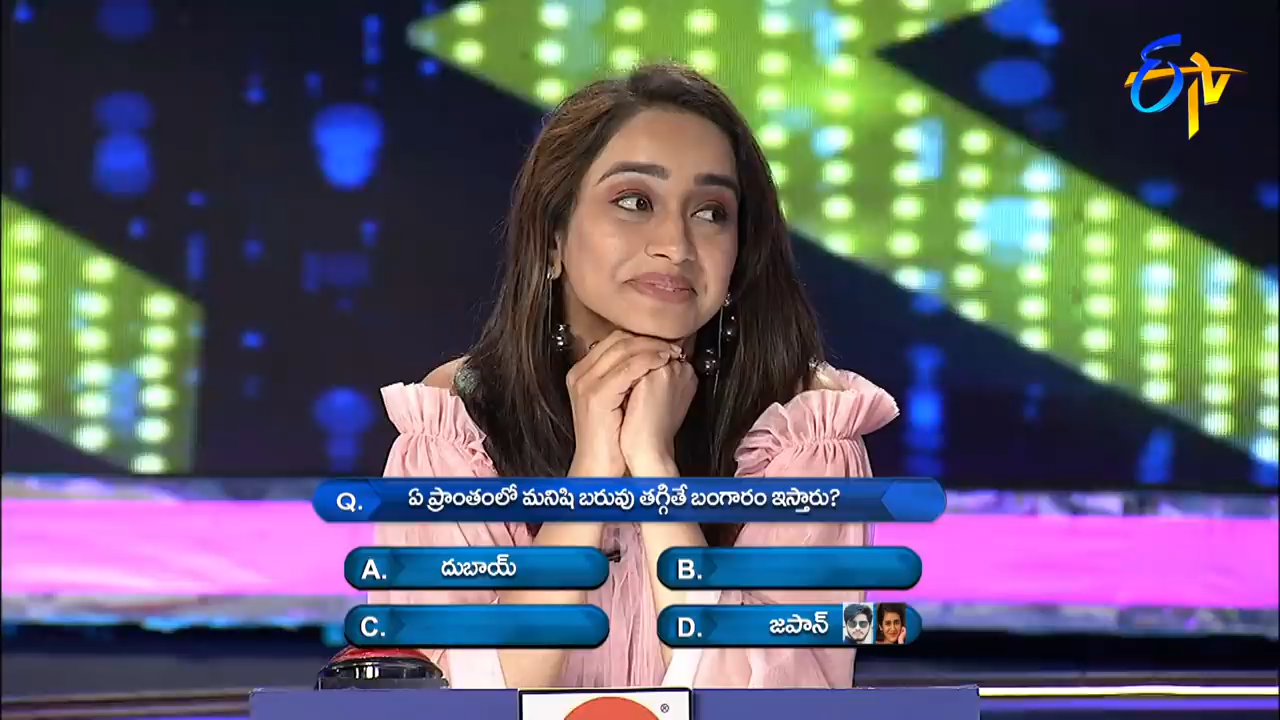 ETV
Q. ఏ ప్రాంతంలో మనిషి బరువు తగ్గితే బంగారం ఇస్తారు?
A. దుబాయ్
B.
C.
D. జపాన్
®